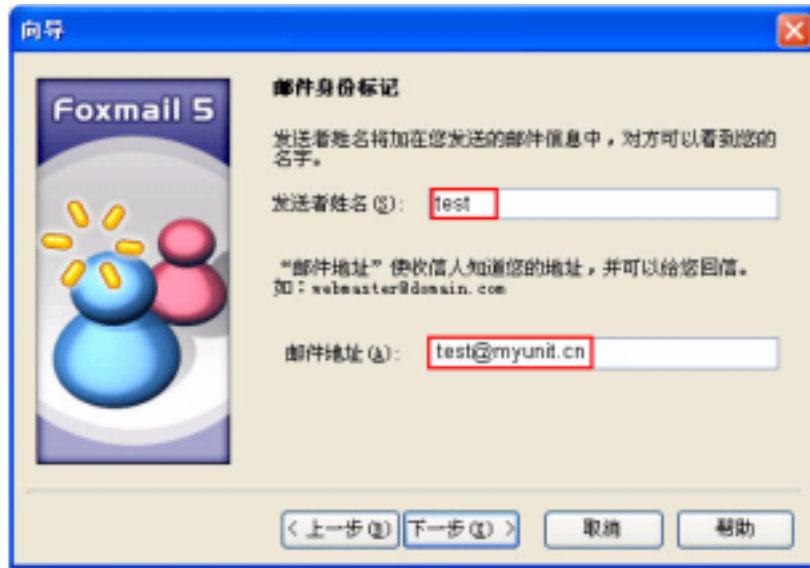 向导
Foxmail 5
邮件身份标记
发送者姓名将加在您发送的邮件信息中，对方可以看到您的
名字。
发送者姓名(S): test
“邮件地址”使收信人知道您的地址，并可以给您回信。
如：webmaster@domain.com
邮件地址(A): test@myunit.cn
< 上一步(B) 下一步(X) > 取消 帮助